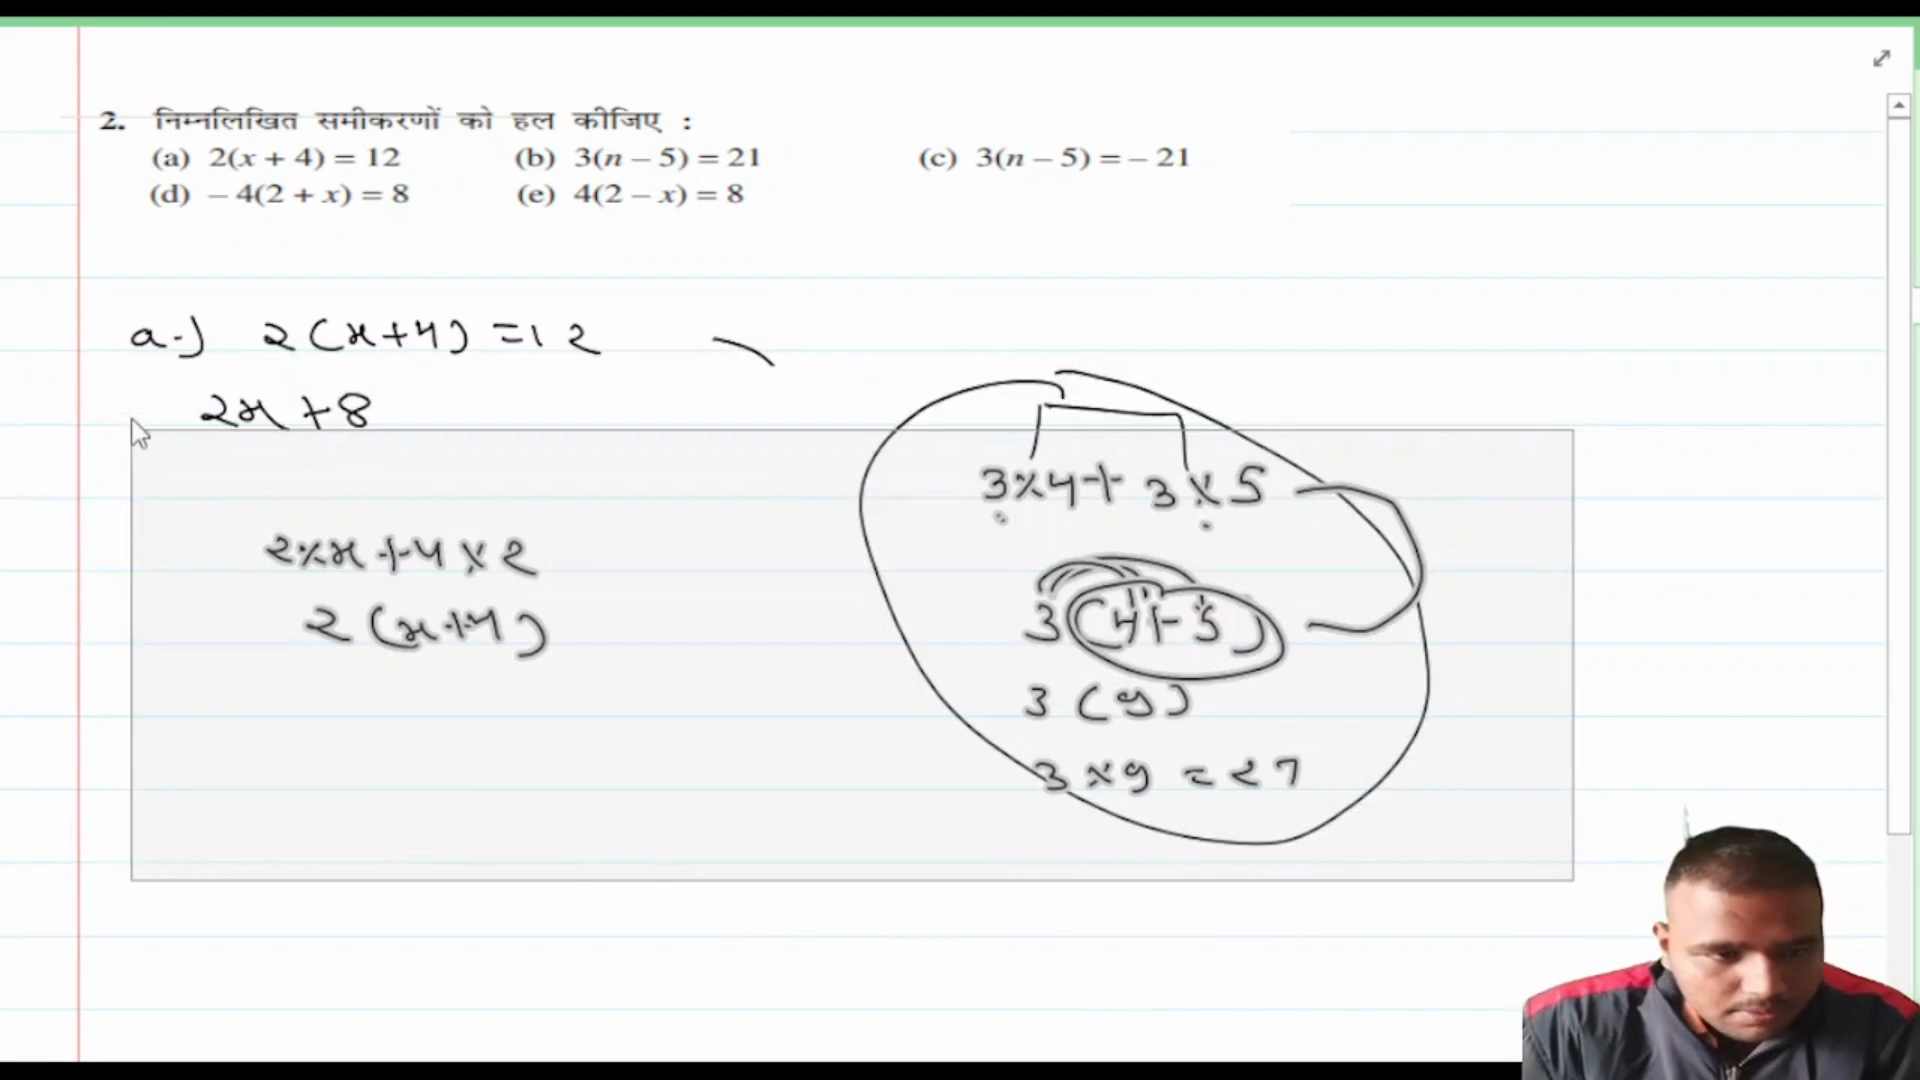 2. निम्नलिखित समीकरणों को हल कीजिए :
(a) 2(x + 4) = 12 (b) 3(n – 5) = 21 (c) 3(n – 5) = – 21
(d) – 4(2 + x) = 8 (e) 4(2 – x) = 8
a-) 2(x+4) =12
2x+8
2×x+4×2
2(x+4)
3×4+3×5
3(4+5)
3(9)
3×9=27